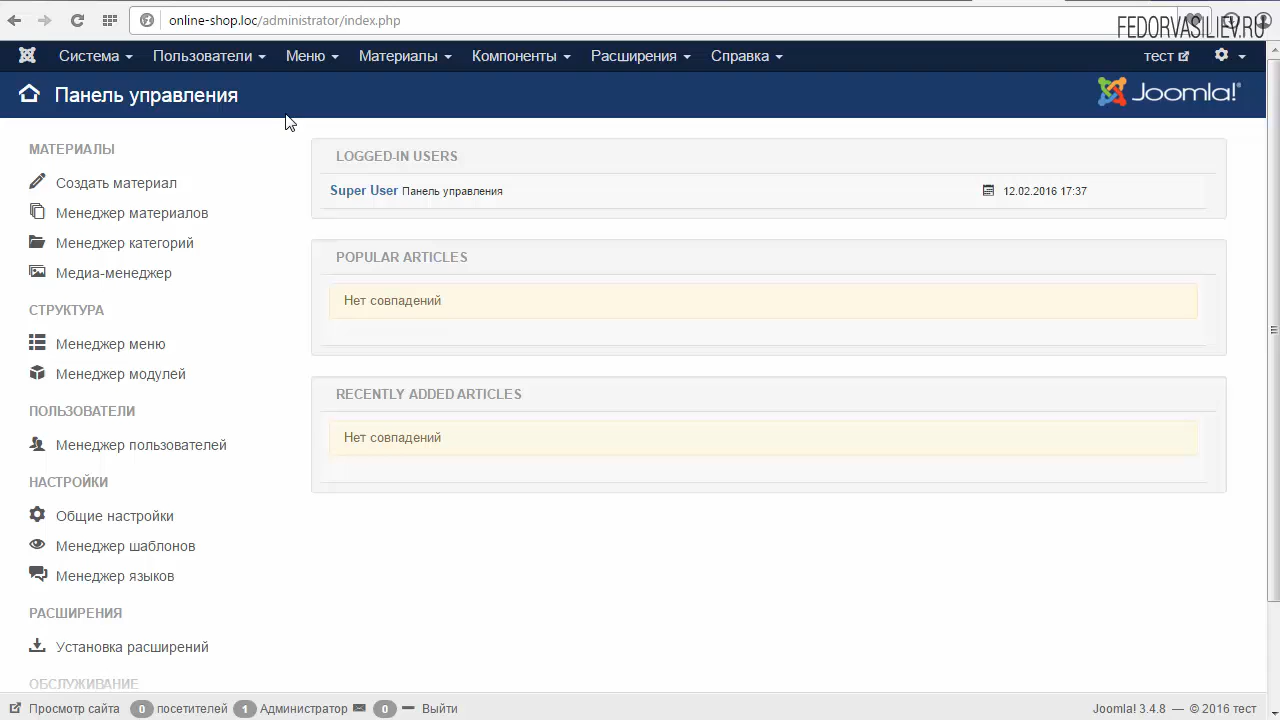 online-shop.loc/administrator/index.php
FEDORVASILIEV.RU
Система Пользователи Меню Материалы Компоненты Расширения Справка тест
Панель управления
Joomla!®
МАТЕРИАЛЫ
Создать материал
Менеджер материалов
Менеджер категорий
Медиа-менеджер
СТРУКТУРА
Менеджер меню
Менеджер модулей
ПОЛЬЗОВАТЕЛИ
Менеджер пользователей
НАСТРОЙКИ
Общие настройки
Менеджер шаблонов
Менеджер языков
РАСШИРЕНИЯ
Установка расширений
ОБСЛУЖИВАНИЕ
LOGGED-IN USERS
Super User Панель управления 12.02.2016 17:37
POPULAR ARTICLES
Нет совпадений
RECENTLY ADDED ARTICLES
Нет совпадений
Просмотр сайта 0 посетителей 1 Администратор 0 Выйти Joomla! 3.4.8 — © 2016 тест